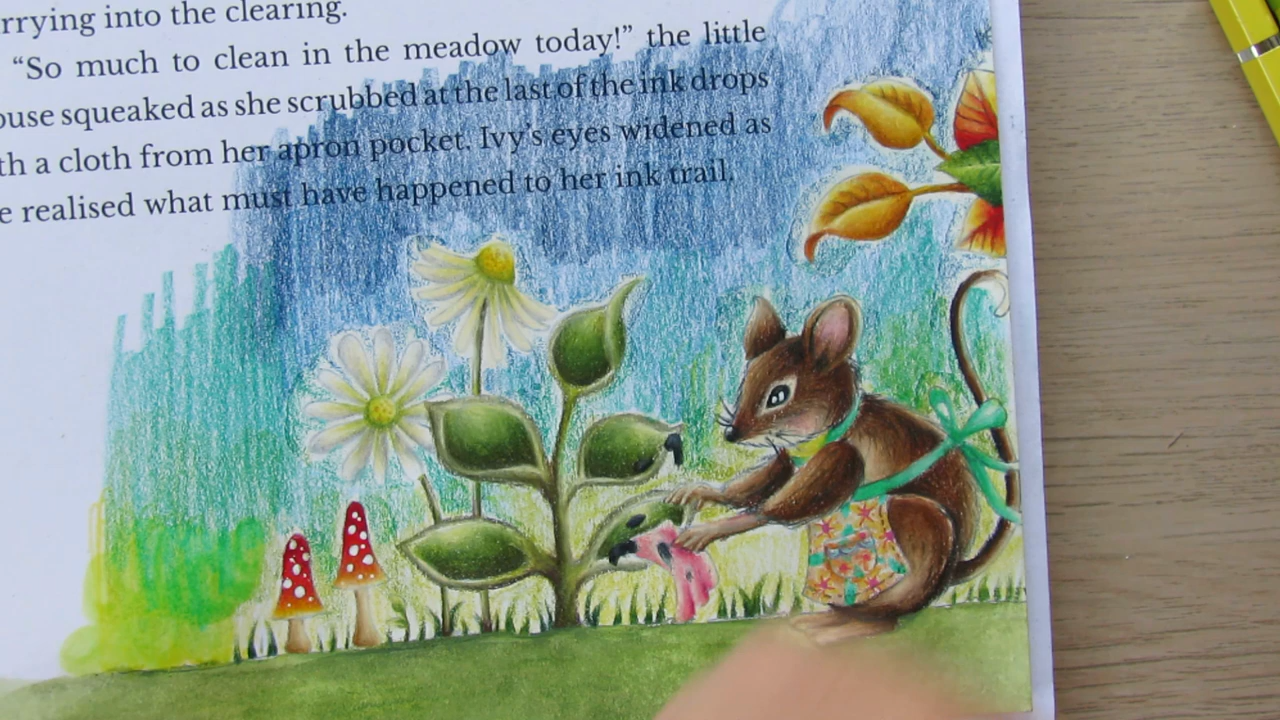 rrying into the clearing.
“So much to clean in the meadow today!” the little
ouse squeaked as she scrubbed at the last of the ink drops
th a cloth from her apron pocket. Ivy’s eyes widened as
e realised what must have happened to her ink trail.